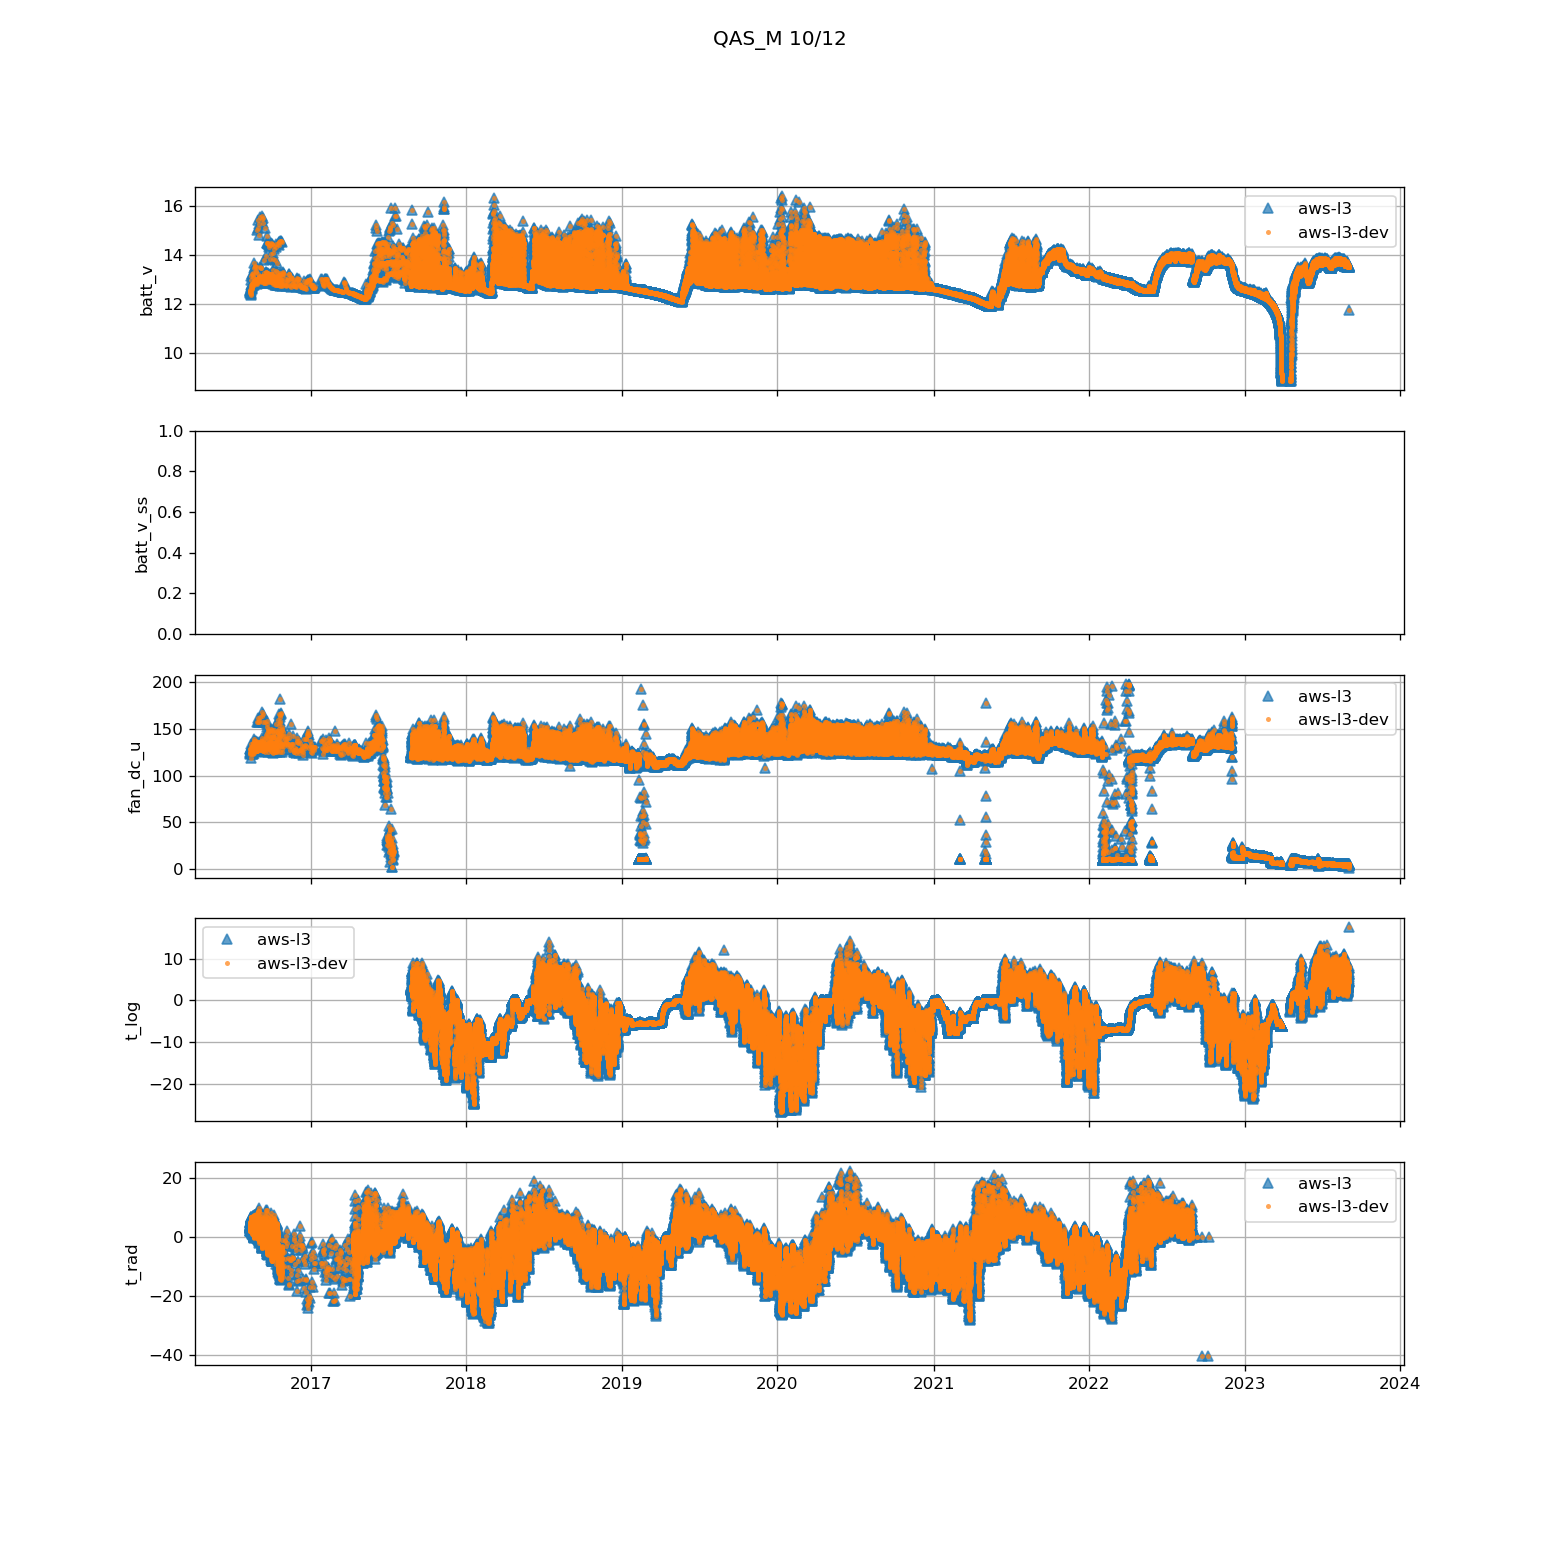 QAS_M 10/12
batt_v
16
14
12
10
aws-l3
aws-l3-dev
batt_v_ss
1.0
0.8
0.6
0.4
0.2
0.0
fan_dc_u
200
150
100
50
0
aws-l3
aws-l3-dev
t_log
10
0
−10
−20
aws-l3
aws-l3-dev
t_rad
20
0
−20
−40
aws-l3
aws-l3-dev
2017 2018 2019 2020 2021 2022 2023 2024